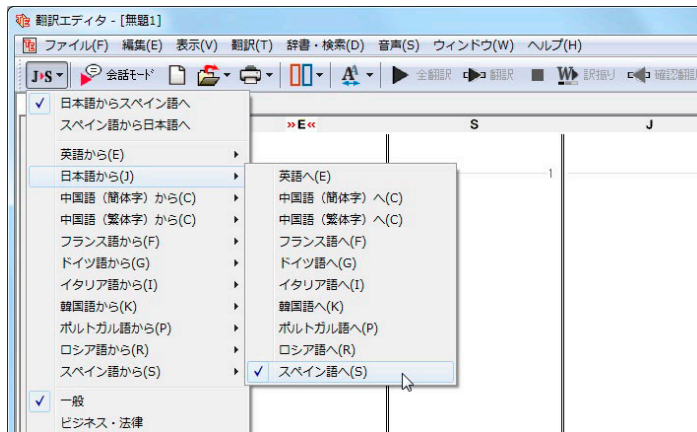 翻訳エディタ - [無題1]
ファイル(F) 編集(E) 表示(V) 翻訳(T) 辞書・検索(D) 音声(S) ウィンドウ(W) ヘルプ(H)
J▸S 会話モード 全翻訳 翻訳 訳振り 確認翻訳
日本語からスペイン語へ
スペイン語から日本語へ
»E« S J
英語から(E)
日本語から(J) 英語へ(E) 1
中国語（簡体字）から(C) 中国語（簡体字）へ(C)
中国語（繁体字）から(C) 中国語（繁体字）へ(C)
フランス語から(F) フランス語へ(F)
ドイツ語から(G) ドイツ語へ(G)
イタリア語から(I) イタリア語へ(I)
韓国語から(K) 韓国語へ(K)
ポルトガル語から(P) ポルトガル語へ(P)
ロシア語から(R) ロシア語へ(R)
スペイン語から(S) スペイン語へ(S)
一般
ビジネス・法律